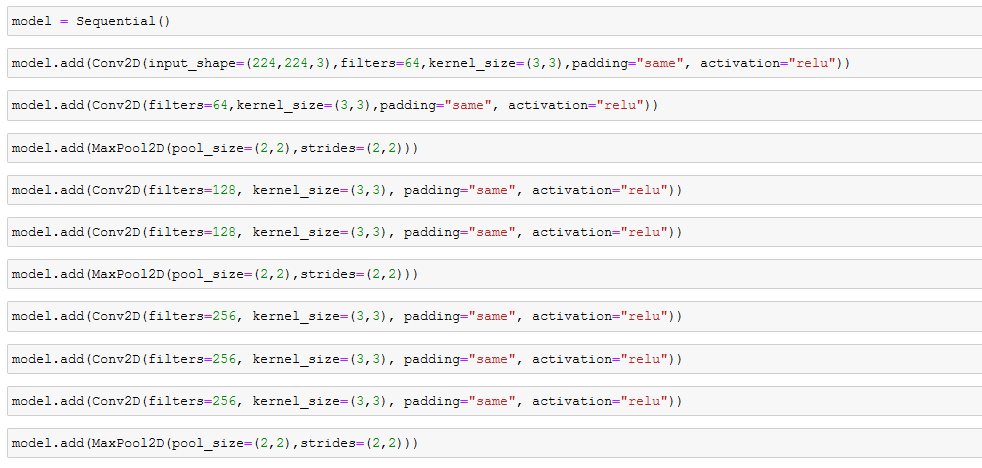 model = Sequential()
model.add(Conv2D(input_shape=(224,224,3),filters=64,kernel_size=(3,3),padding="same", activation="relu"))
model.add(Conv2D(filters=64,kernel_size=(3,3),padding="same", activation="relu"))
model.add(MaxPool2D(pool_size=(2,2),strides=(2,2)))
model.add(Conv2D(filters=128, kernel_size=(3,3), padding="same", activation="relu"))
model.add(Conv2D(filters=128, kernel_size=(3,3), padding="same", activation="relu"))
model.add(MaxPool2D(pool_size=(2,2),strides=(2,2)))
model.add(Conv2D(filters=256, kernel_size=(3,3), padding="same", activation="relu"))
model.add(Conv2D(filters=256, kernel_size=(3,3), padding="same", activation="relu"))
model.add(Conv2D(filters=256, kernel_size=(3,3), padding="same", activation="relu"))
model.add(MaxPool2D(pool_size=(2,2),strides=(2,2)))